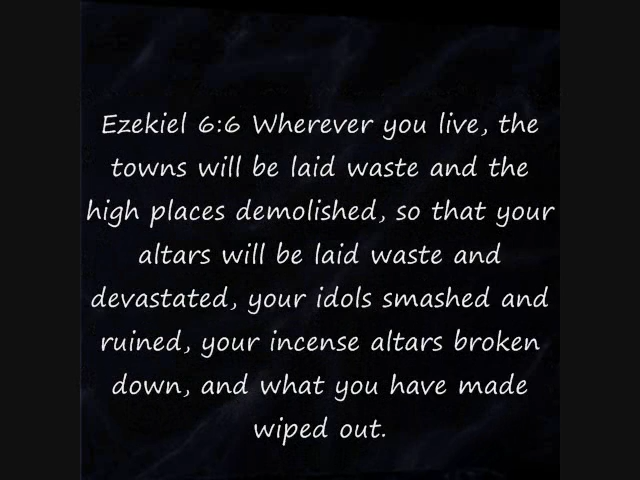 Ezekiel 6:6 Wherever you live, the
towns will be laid waste and the
high places demolished, so that your
altars will be laid waste and
devastated, your idols smashed and
ruined, your incense altars broken
down, and what you have made
wiped out.